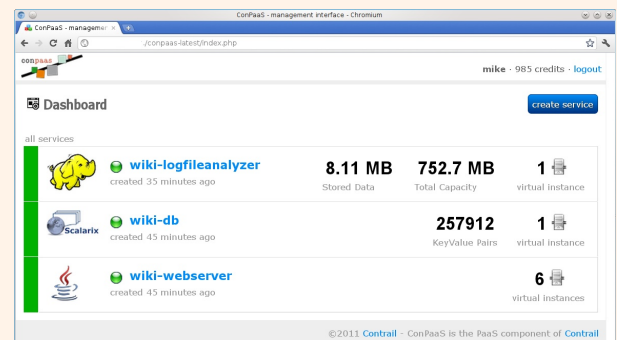 ConPaaS - management interface - Chromium
ConPaaS - managemer
./conpaas-latest/index.php
conpaas
mike · 985 credits · logout
Dashboard
create service
all services
wiki-logfileanalyzer
created 35 minutes ago
8.11 MB
Stored Data
752.7 MB
Total Capacity
1
virtual instance
Scalarix
wiki-db
created 45 minutes ago
257912
KeyValue Pairs
1
virtual instance
wiki-webserver
created 45 minutes ago
6
virtual instances
©2011 Contrail - ConPaaS is the PaaS component of Contrail